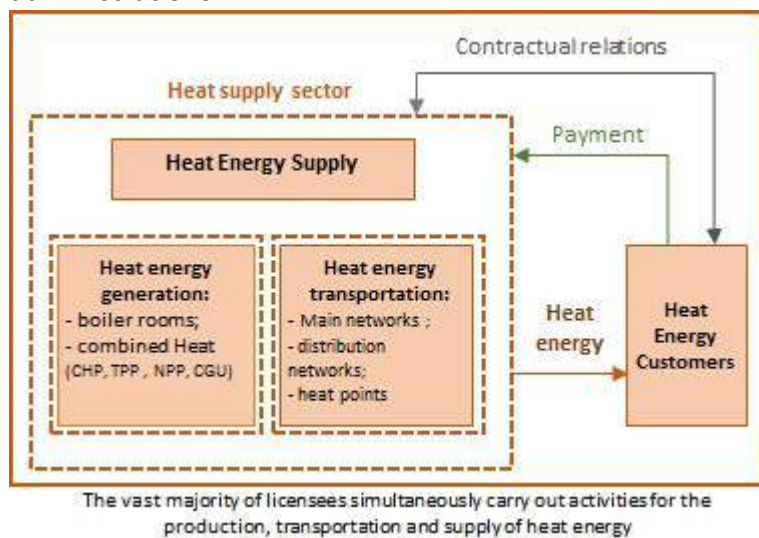 Contractual relations
Heat supply sector
Payment
Heat Energy Supply
Heat energy
generation:
- boiler rooms;
- combined Heat
(CHP, TPP , NPP, CGU)
Heat energy
transportation:
- Main networks ;
- distribution
networks;
- heat points
Heat
energy
Heat
Energy
Customers
The vast majority of licensees simultaneously carry out activities for the
production, transportation and supply of heat energy